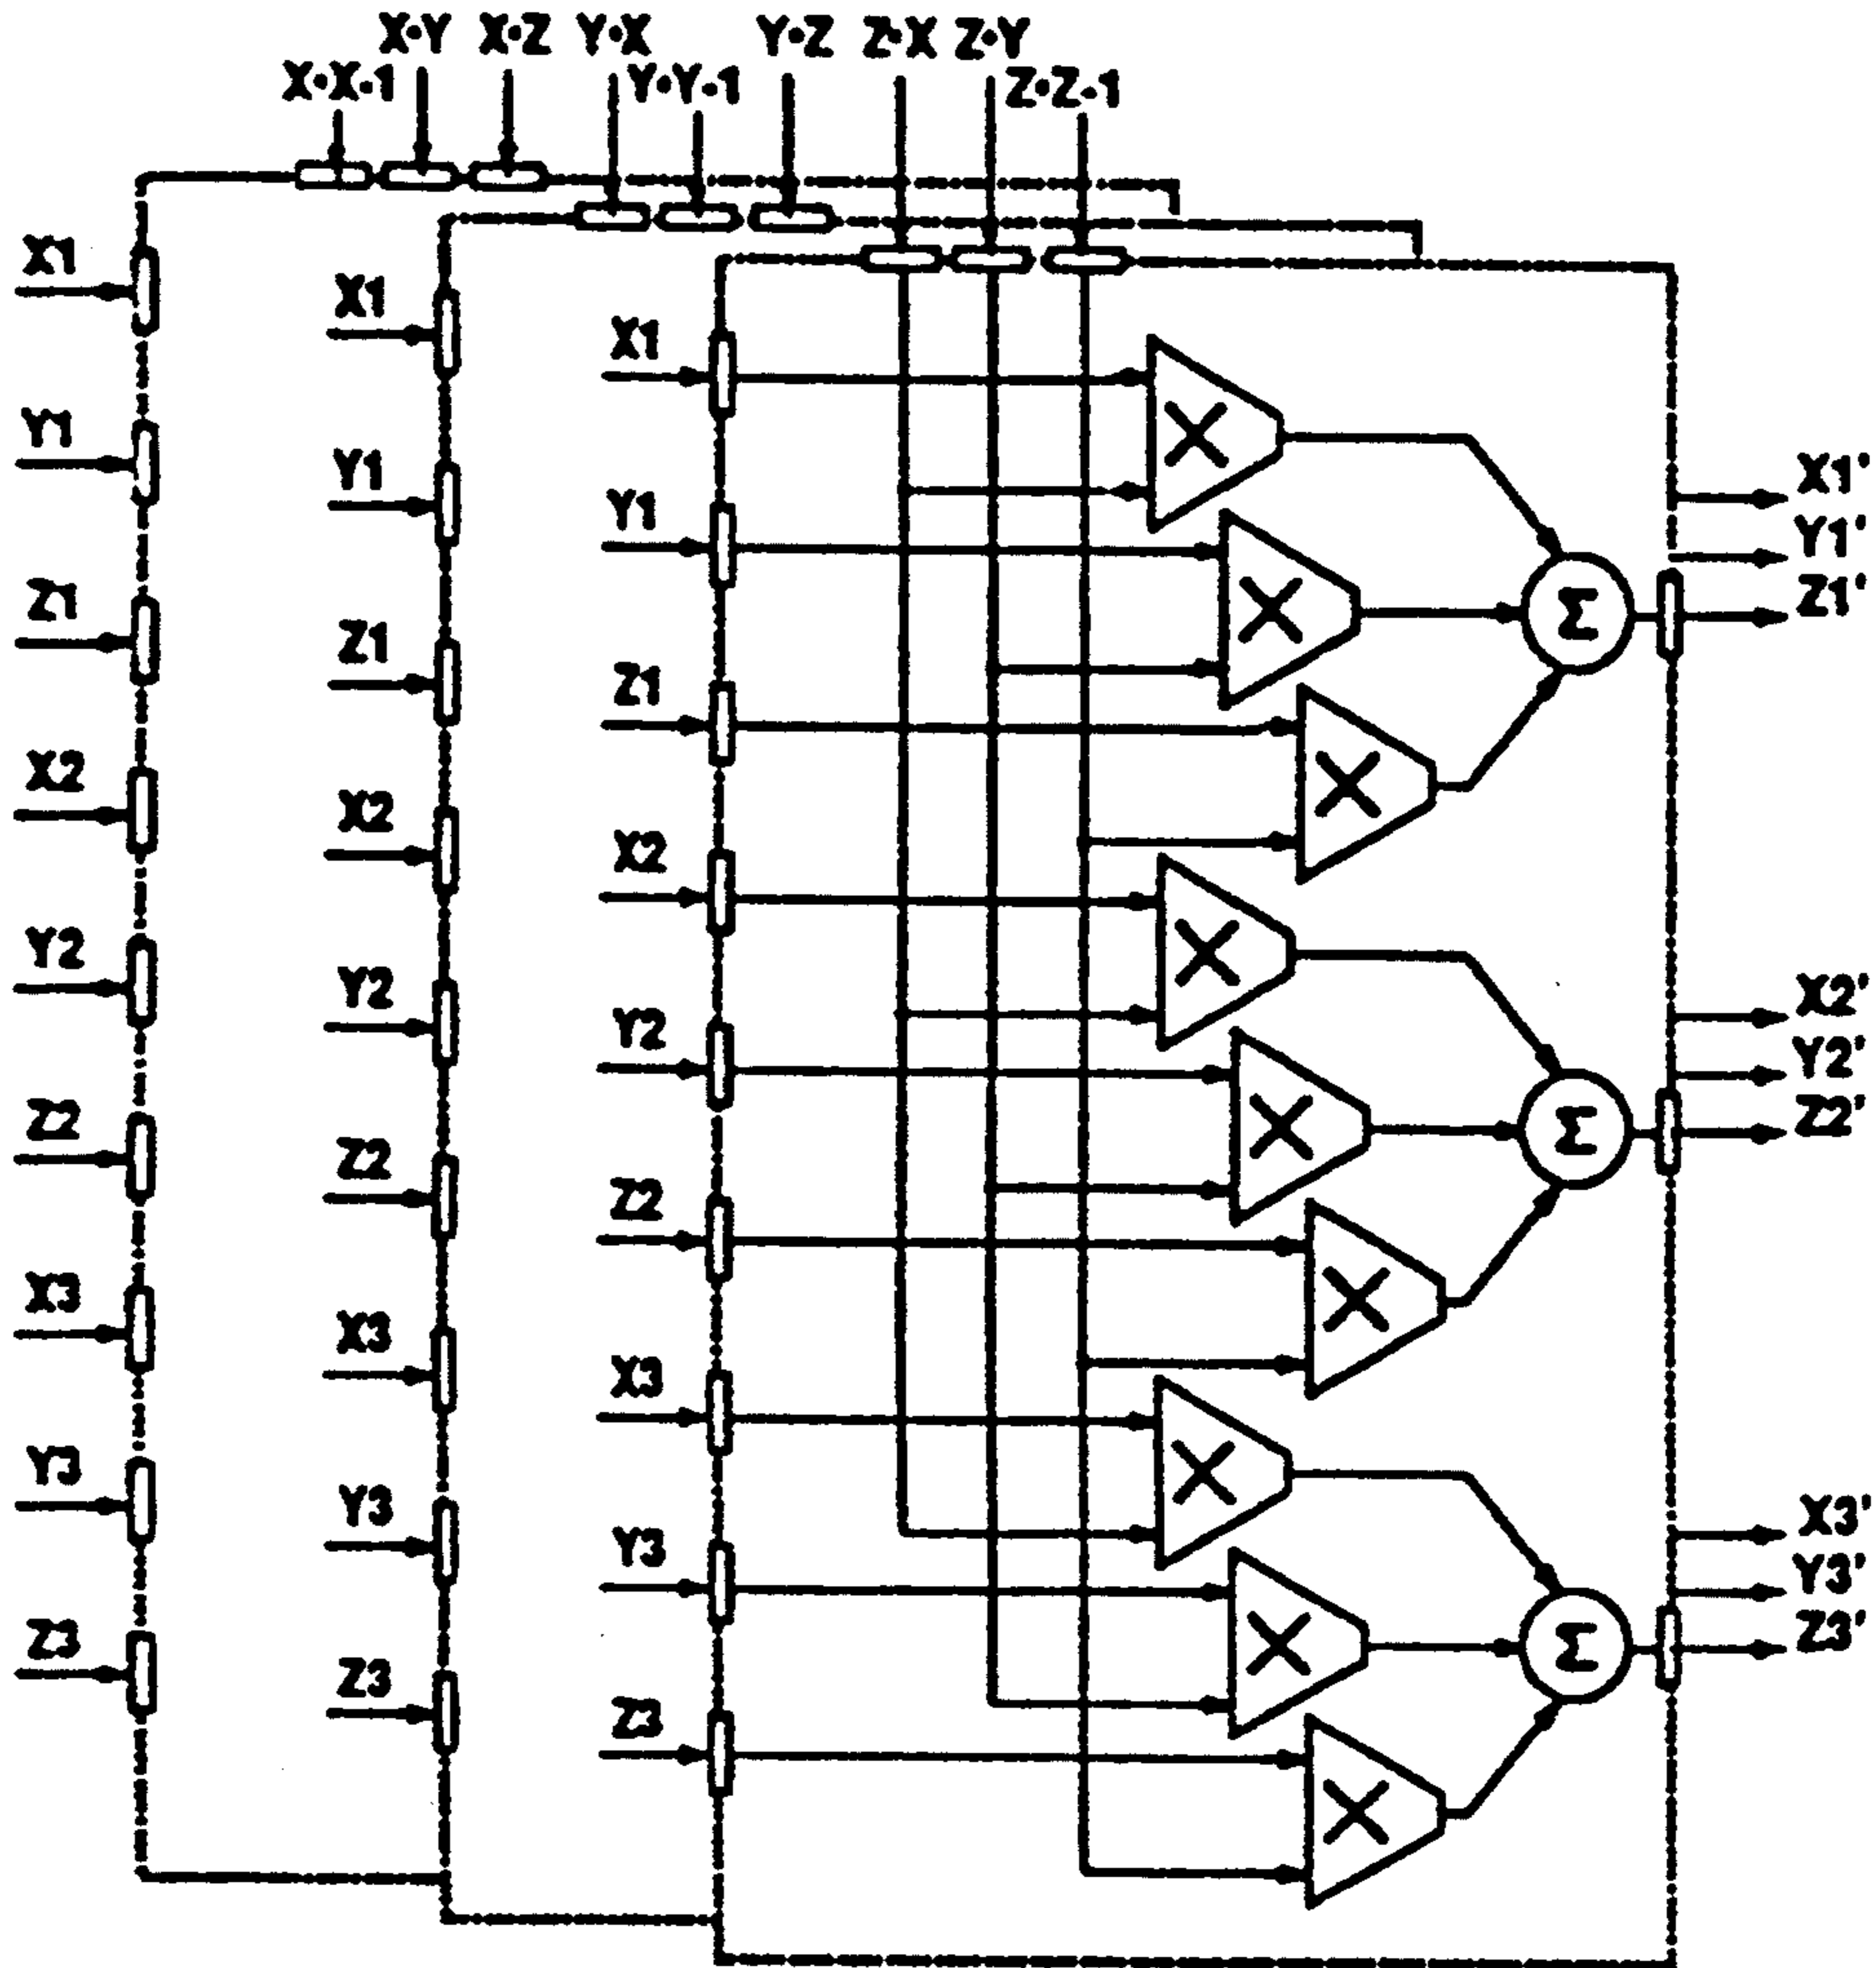 X•Y X•Z Y•X Y•Z Z•X Z•Y
X•X.1 Y•Y.1 Z•Z.1
X1
X1
X1
Y1
Y1
Y1
Z1
Z1
Z1
X2
X2
X2
Y2
Y2
Y2
Z2
Z2
Z2
X3
X3
X3
Y3
Y3
Y3
Z3
Z3
Z3
X
X
X
Σ
X
X
X
Σ
X
X
X
Σ
X1'
Y1'
Z1'
X2'
Y2'
Z2'
X3'
Y3'
Z3'